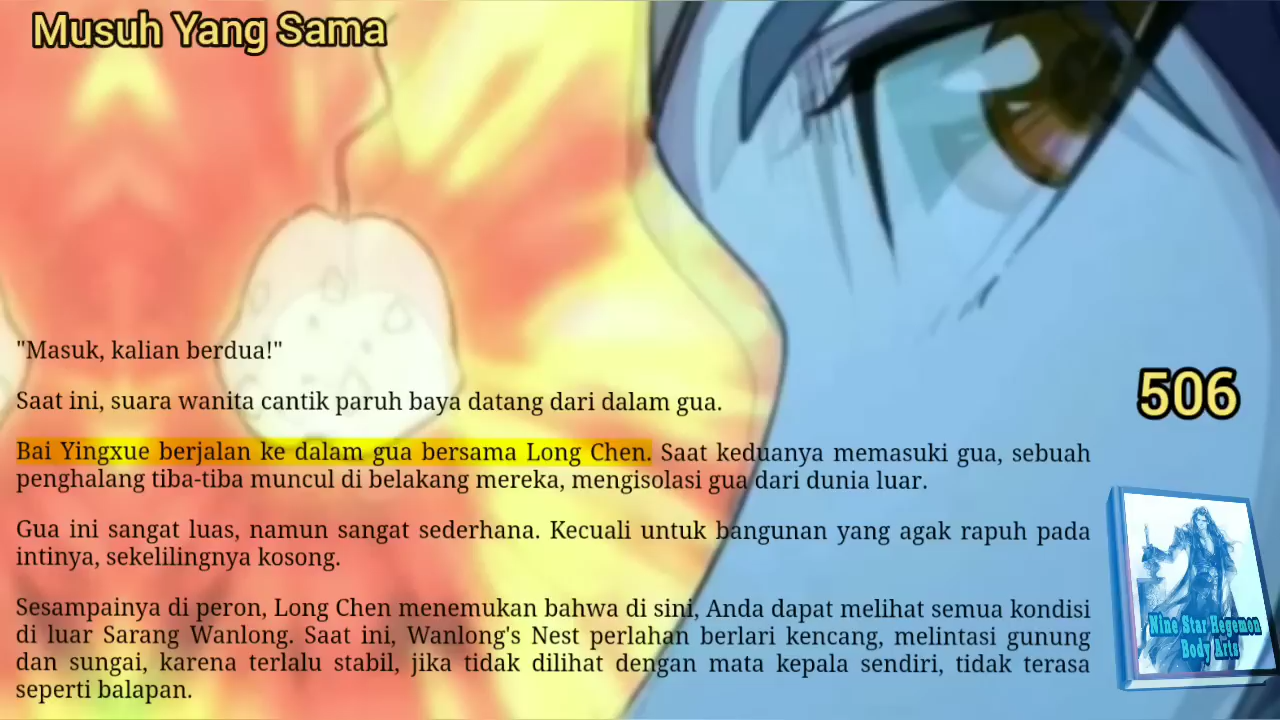 Musuh Yang Sama
"Masuk, kalian berdua!"
Saat ini, suara wanita cantik paruh baya datang dari dalam gua.
Bai Yingxue berjalan ke dalam gua bersama Long Chen. Saat keduanya memasuki gua, sebuah
penghalang tiba-tiba muncul di belakang mereka, mengisolasi gua dari dunia luar.
Gua ini sangat luas, namun sangat sederhana. Kecuali untuk bangunan yang agak rapuh pada
intinya, sekelilingnya kosong.
Sesampainya di peron, Long Chen menemukan bahwa di sini, Anda dapat melihat semua kondisi
di luar Sarang Wanlong. Saat ini, Wanlong's Nest perlahan berlari kencang, melintasi gunung
dan sungai, karena terlalu stabil, jika tidak dilihat dengan mata kepala sendiri, tidak terasa
seperti balapan.
506
Nine Star Hegemon
Body Arts